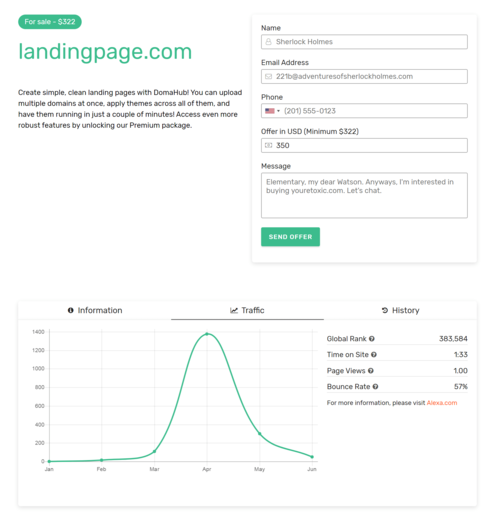 For sale - $322
landingpage.com
Create simple, clean landing pages with DomaHub! You can upload
multiple domains at once, apply themes across all of them, and
have them running in just a couple of minutes! Access even more
robust features by unlocking our Premium package.
Name
Sherlock Holmes
Email Address
221b@adventuresofsherlockholmes.com
Phone
(201) 555-0123
Offer in USD (Minimum $322)
350
Message
Elementary, my dear Watson. Anyways, I'm interested in
buying youretoxic.com. Let's chat.
SEND OFFER
Information
Traffic
History
1400
1200
1000
800
600
400
200
0
Jan Feb Mar Apr May Jun
Global Rank 383,584
Time on Site 1:33
Page Views 1.00
Bounce Rate 57%
For more information, please visit Alexa.com